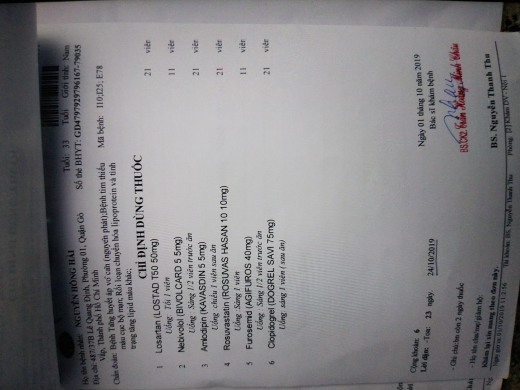 Họ tên bệnh nhân: NGUYỄN HỒNG HẢI Tuổi: 33 Tuổi Giới tính: Nam
Địa chỉ: 487/37B Lê Quang Định, Phường 01, Quận Gò Số thẻ BHYT: GD4797929796167-79035
Vấp, Thành phố Hồ Chí Minh
Chẩn đoán: Bệnh Tăng huyết áp vô căn (nguyên phát);Bệnh tim thiếu Mã bệnh: I10;I25; E78
máu cục bộ mạn; Rối loạn chuyển hóa lipoprotein và tình
trạng tăng lipid máu khác;
CHỈ ĐỊNH DÙNG THUỐC
1 Losartan (LOSTAD T50 50mg) 21 viên
Uống: Tối 1 viên
2 Nebivolol (BIVOLCARD 5 5mg) 11 viên
Uống : Sáng 1/2 viên trước ăn
3 Amlodipin (KAVASDIN 5 5mg) 21 viên
Uống: chiều 1 viên sau ăn
4 Rosuvastatin (ROSUVAS HASAN 10 10mg) 21 viên
Uống: Sáng 1 viên
5 Furosemid (AGIFUROS 40mg) 11 viên
Uống: Sáng 1/2 viên trước ăn
6 Clopidogrel (DOGREL SAVI 75mg) 21 viên
Uống: sáng 1 viên ( sau ăn)
Cộng khoản: 6
Lời dặn: -Toa: 23 ngày. 24/10/2019
Ngày 01 tháng 10 năm 2019
Bác sĩ khám bệnh
- Ghi chú:bn còn 2 ngày thuốc
BS.CK2. Trần Hoàng Minh Châu
- Họ tên cha/mẹ/giám hộ:
Khám lại xin mang theo đơn này.
BS. Nguyễn Thanh Thu
Ngày giờ in: 01/10/2019 11:2:56 Tài khoản: BS. Nguyễn Thanh Thu Phòng: [D] Khám DV - Nội 1